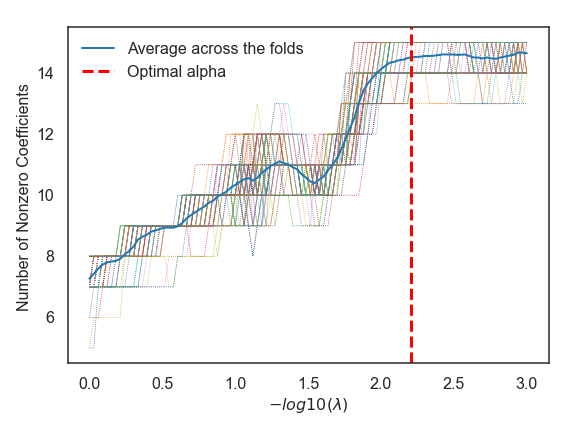 Average across the folds
Optimal alpha
Number of Nonzero Coefficients
14
12
10
8
6
0.0 0.5 1.0 1.5 2.0 2.5 3.0
−log10(λ)